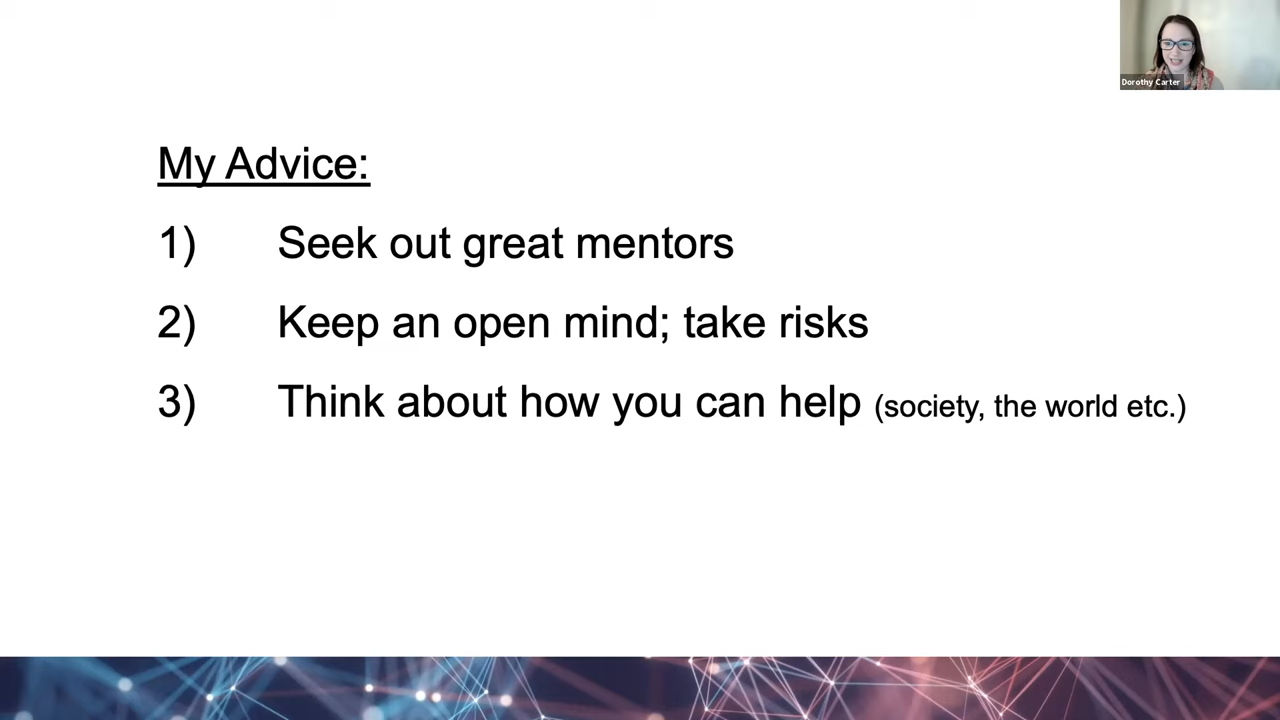 Dorothy Carter
My Advice:
1) Seek out great mentors
2) Keep an open mind; take risks
3) Think about how you can help (society, the world etc.)